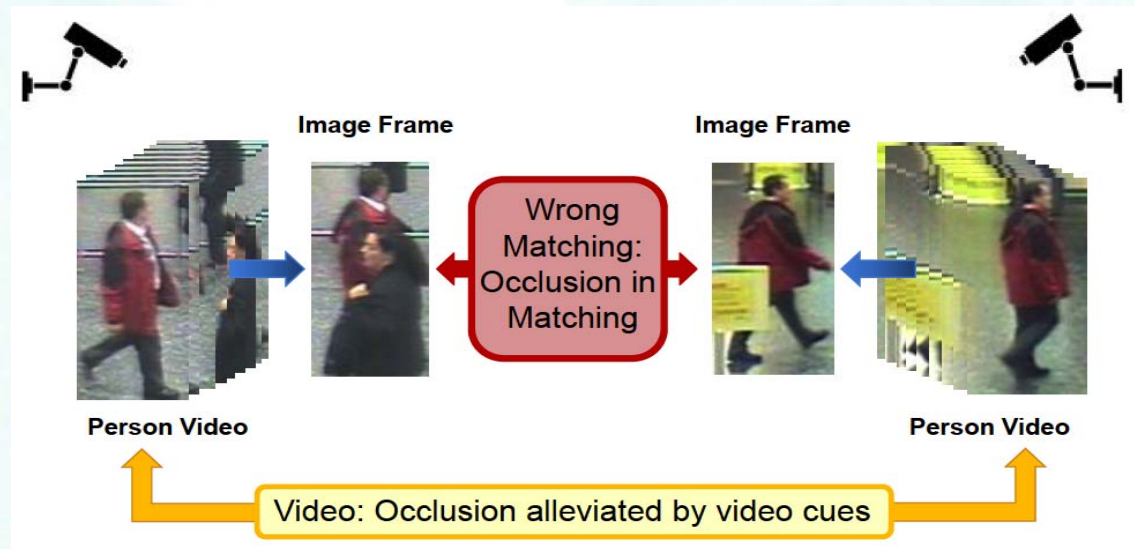 Image Frame
Image Frame
Wrong
Matching:
Occlusion in
Matching
Person Video
Person Video
Video: Occlusion alleviated by video cues